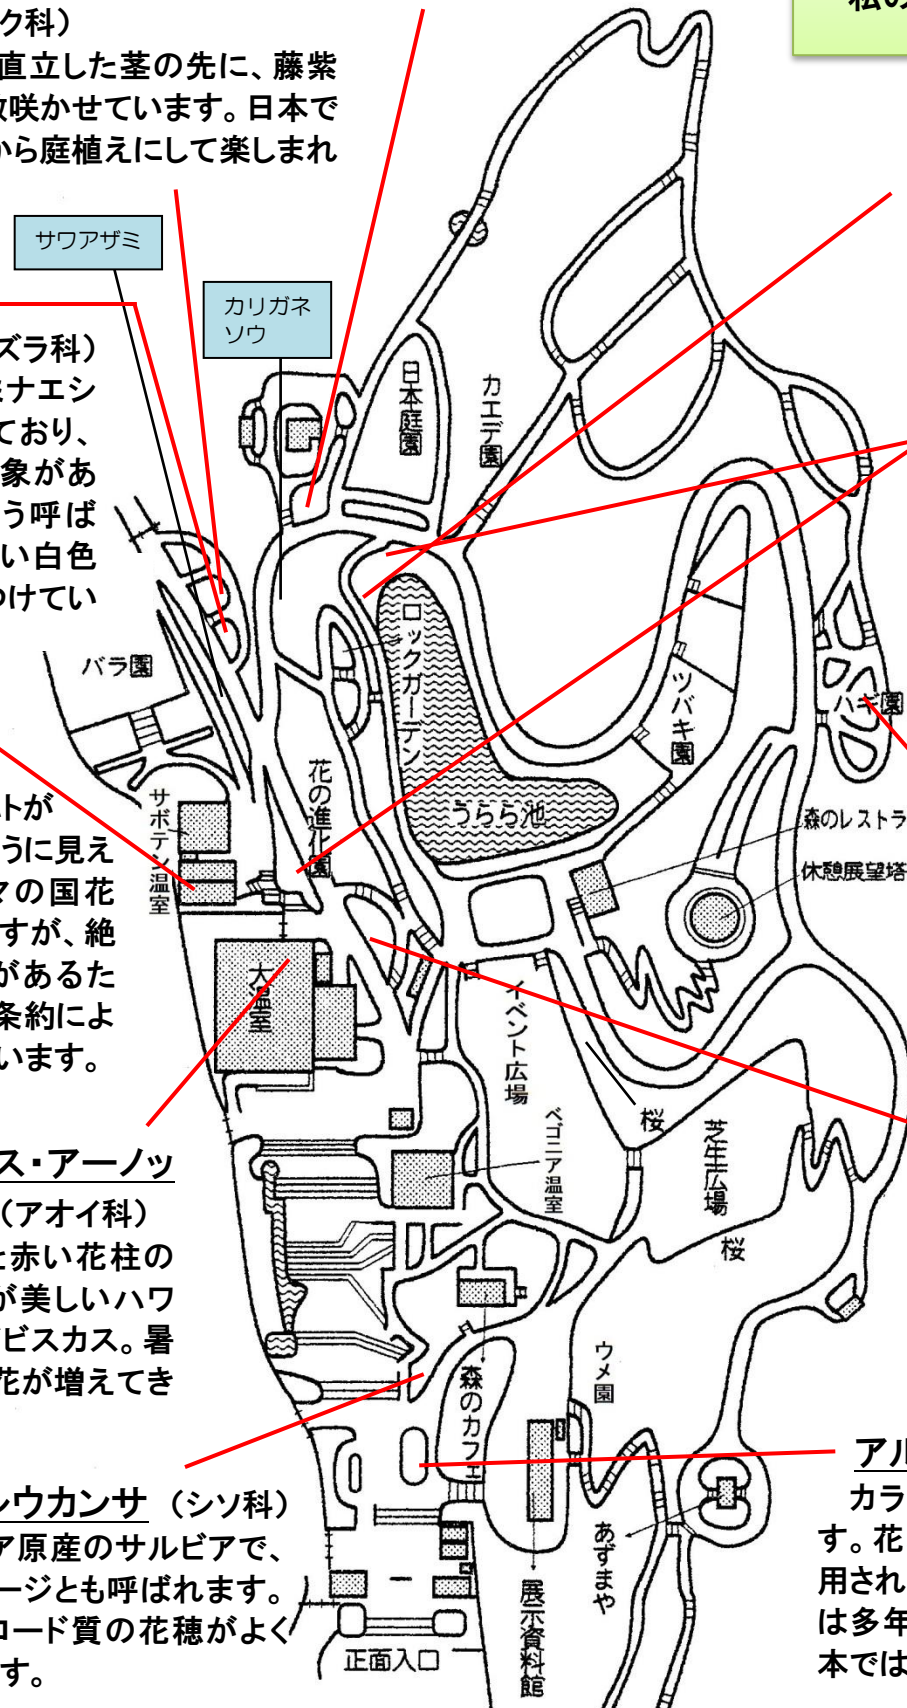 ク科）
直立した茎の先に、藤紫
数咲かせています。日本で
から庭植えにして楽しまれ
私の
サワアザミ
カリガネ
ソウ
ズラ科）
ミナエシ
ており、
象があ
う呼ば
い白色
つけてい
日本庭園
カエデ園
ロックガーデン
バラ園
ツバキ園
ハギ園
花の進化園
うらら池
サボテン温室
森のレストラ
休憩展望塔
トが
うに見え
マの国花
すが、絶
があるた
条約によ
います。
大温室
イベント広場
桜
ベゴニア温室
芝生広場
桜
ス・アーノッ
（アオイ科）
と赤い花柱の
が美しいハワ
ビスカス。暑
花が増えてき
ウメ園
森のカフェ
レウカンサ （シソ科）
ア原産のサルビアで、
ージとも呼ばれます。
ロード質の花穂がよく
す。
アル
カラ
す。花
用され
は多年
本では
あずまや
展示資料館
正面入口